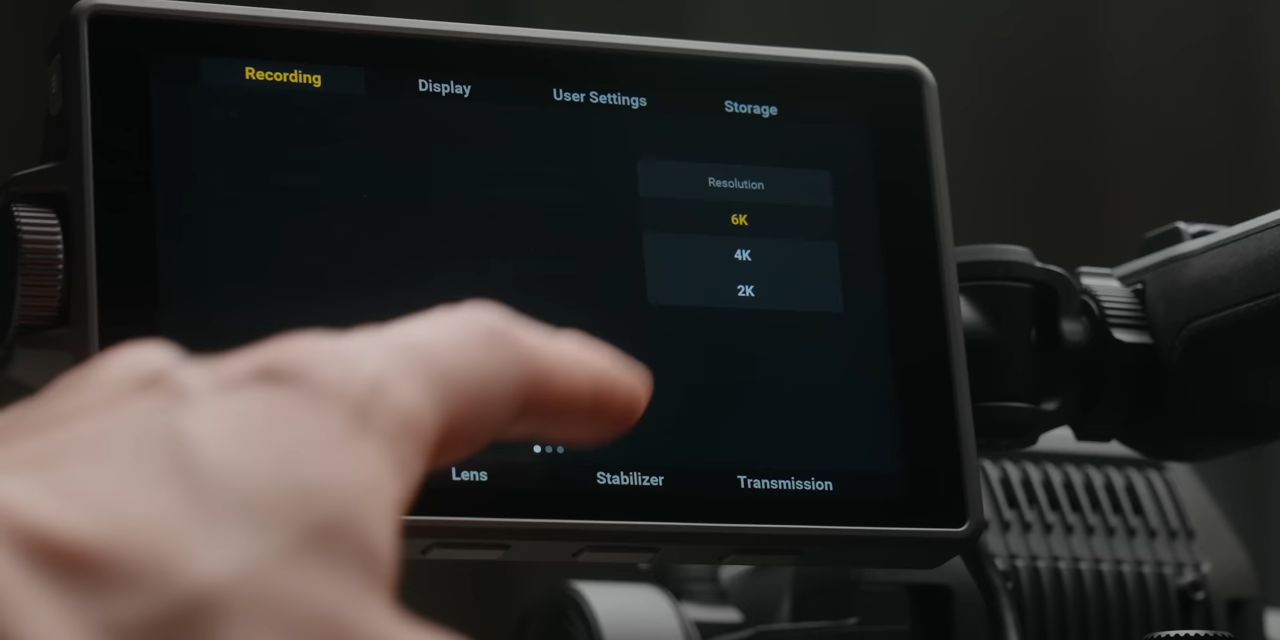 Recording
Display
User Settings
Storage
Resolution
6K
4K
2K
Lens
Stabilizer
Transmission